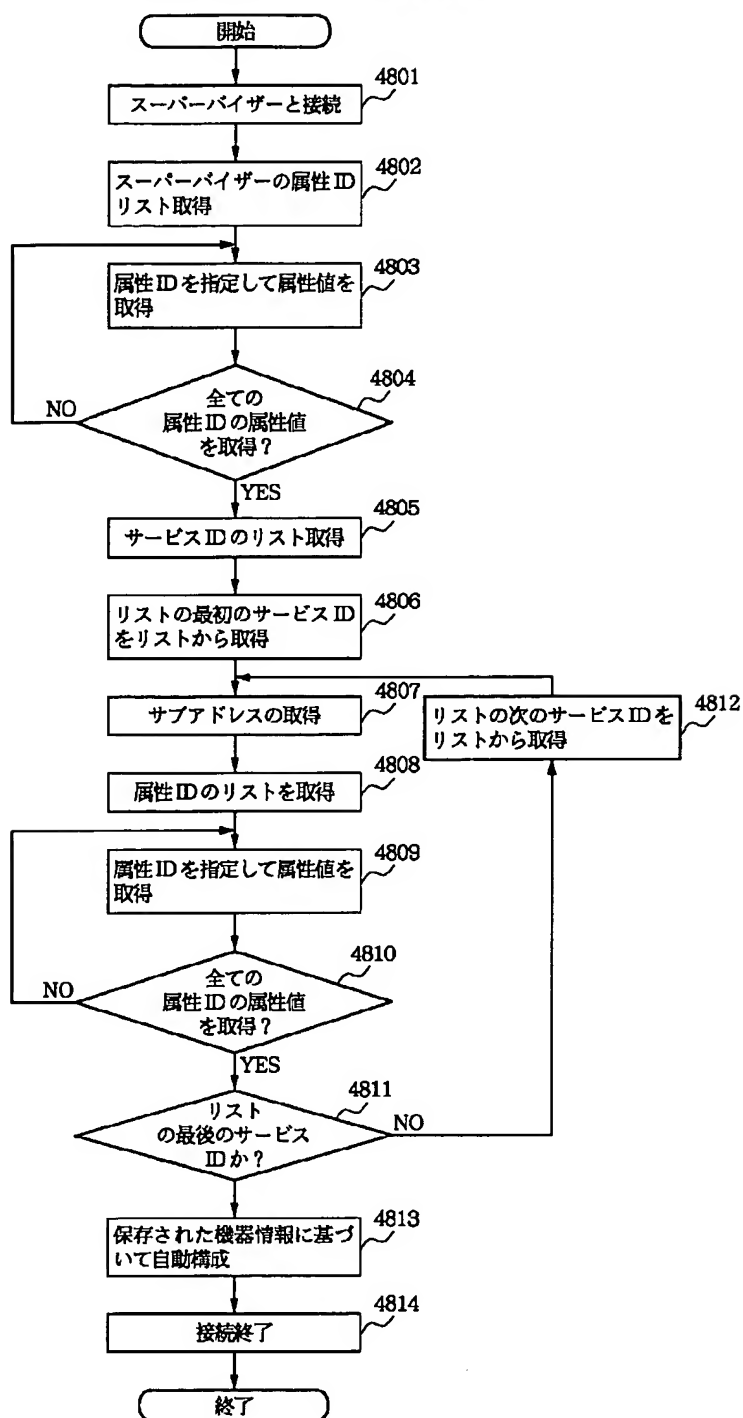 開始
4801
スーパーバイザーと接続
4802
スーパーバイザーの属性ID
リスト取得
4803
属性IDを指定して属性値を
取得
4804
全ての
属性IDの属性値
を取得?
NO
YES
4805
サービスIDのリスト取得
4806
リストの最初のサービスID
をリストから取得
4807
サブアドレスの取得
4812
リストの次のサービスIDを
リストから取得
4808
属性IDのリストを取得
4809
属性IDを指定して属性値を
取得
4810
全ての
属性IDの属性値
を取得?
NO
YES
4811
リスト
の最後のサービス
IDか?
NO
YES
4813
保存された機器情報に基づ
いて自動構成
4814
接続終了
終了